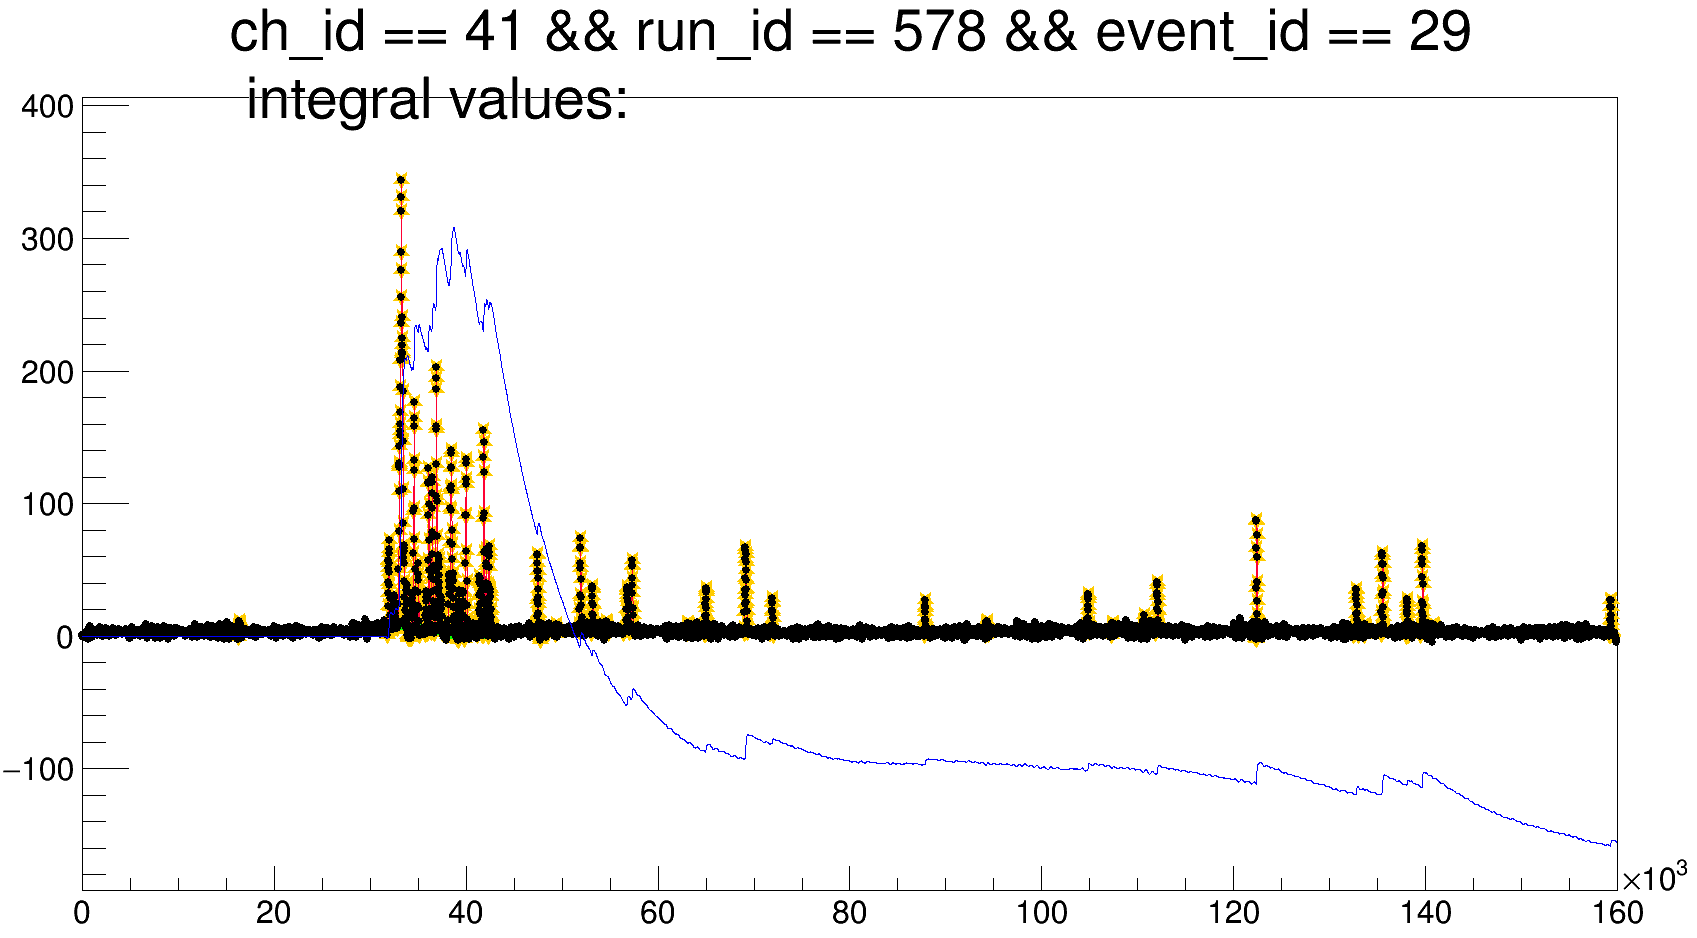 ch_id == 41 && run_id == 578 && event_id == 29
integral values:
400
300
200
100
0
−100
0 20 40 60 80 100 120 140 160
×10³